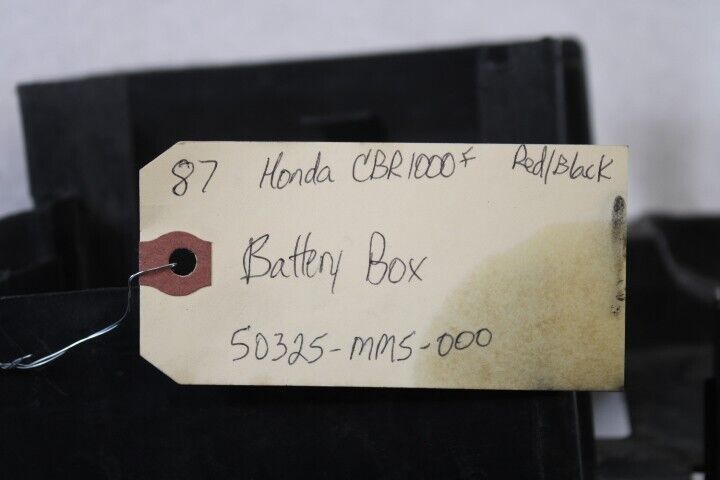 87 Honda CBR1000F Red/Black
Battery Box
50325-MM5-000